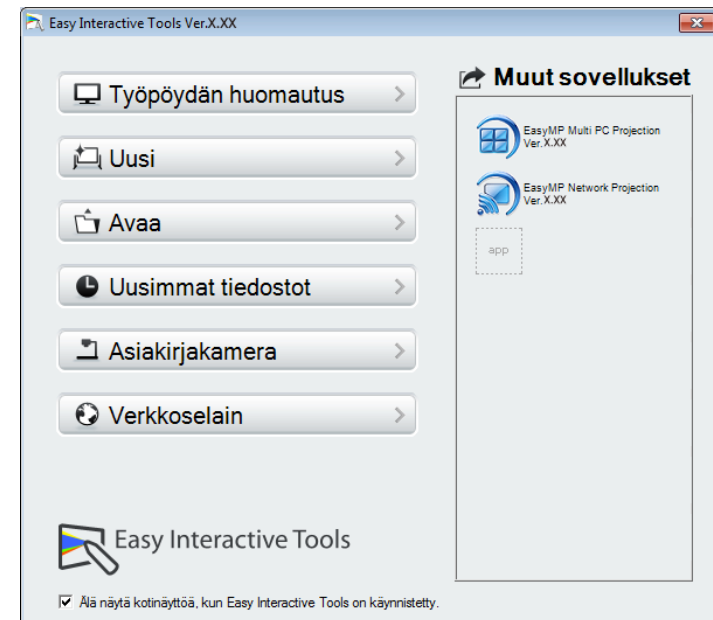 Easy Interactive Tools Ver.X.XX
Työpöydän huomautus
Uusi
Avaa
Uusimmat tiedostot
Asiakirjakamera
Verkkoselain
Muut sovellukset
EasyMP Multi PC Projection
Ver.X.XX
EasyMP Network Projection
Ver.X.XX
app
Easy Interactive Tools
Älä näytä kotinäyttöä, kun Easy Interactive Tools on käynnistetty.